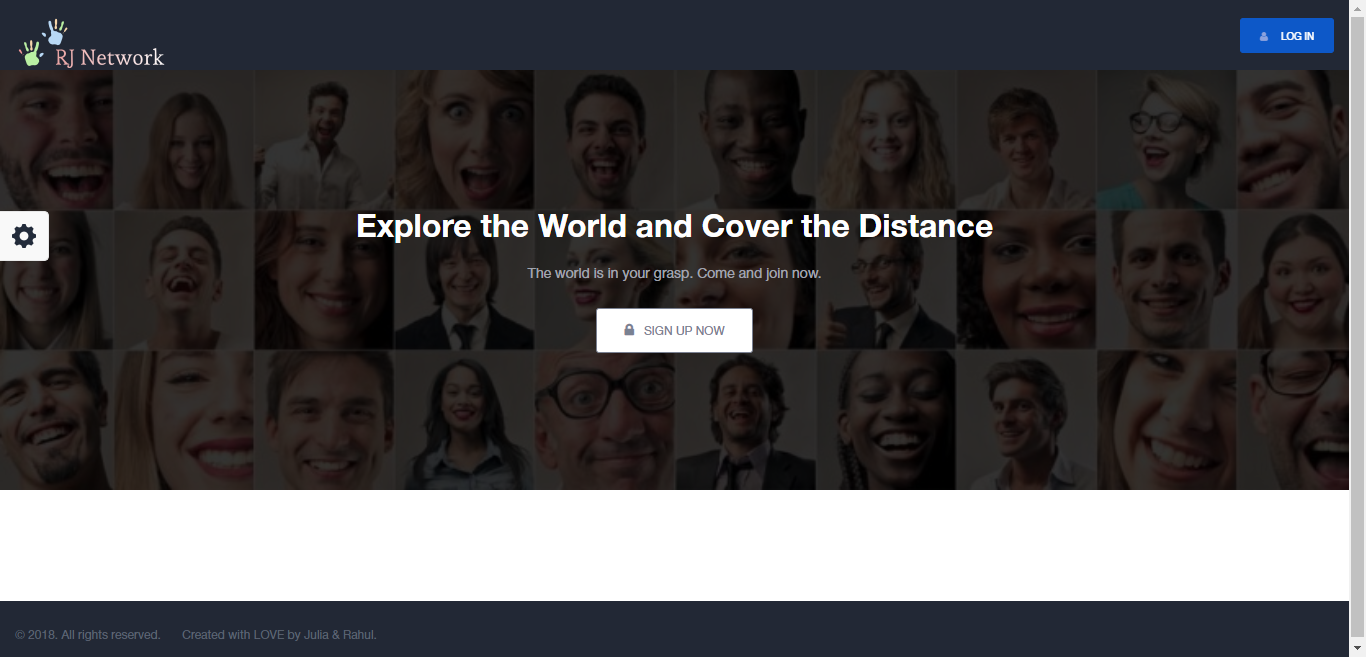 RJ Network
LOG IN
Explore the World and Cover the Distance
The world is in your grasp. Come and join now.
SIGN UP NOW
© 2018. All rights reserved. Created with LOVE by Julia & Rahul.